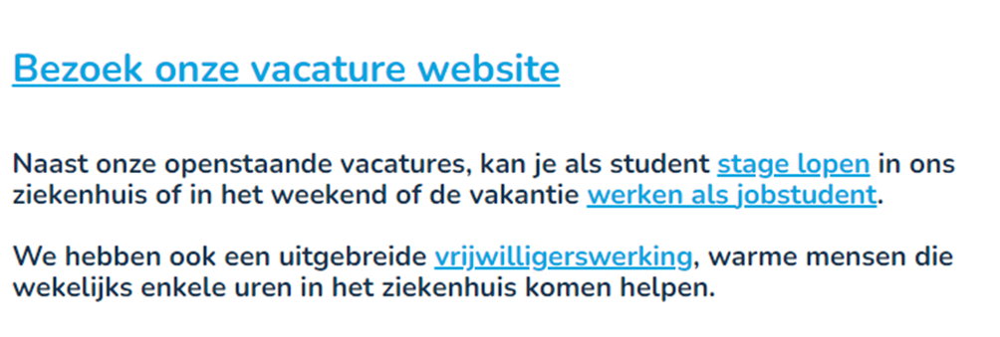 Bezoek onze vacature website
Naast onze openstaande vacatures, kan je als student stage lopen in ons
ziekenhuis of in het weekend of de vakantie werken als jobstudent.
We hebben ook een uitgebreide vrijwilligerswerking, warme mensen die
wekelijks enkele uren in het ziekenhuis komen helpen.